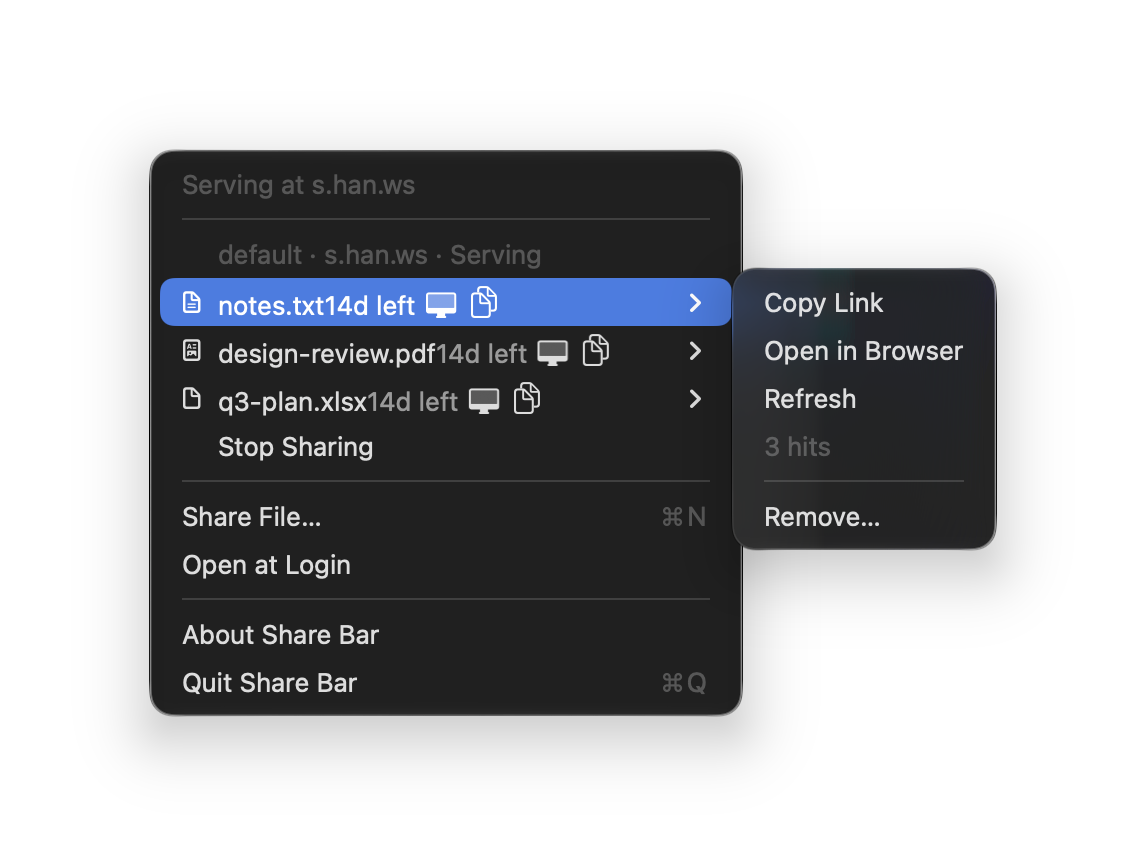 Serving at s.han.ws
default · s.han.ws · Serving
notes.txt14d left
design-review.pdf14d left
q3-plan.xlsx14d left
Stop Sharing
Share File...
⌘N
Open at Login
About Share Bar
Quit Share Bar
⌘Q
Copy Link
Open in Browser
Refresh
3 hits
Remove...